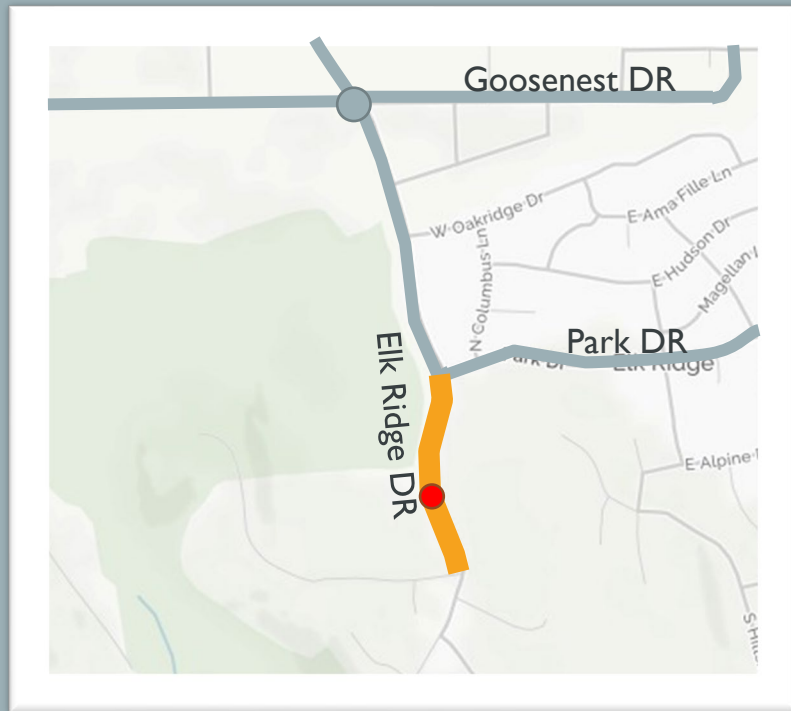 Goosenest DR
W Oakridge Dr
E Ama Fille Ln
E Hudson Dr
Magellan
N Columbus Ln
Park DR
Elk Ridge
Elk Ridge DR
E Alpine